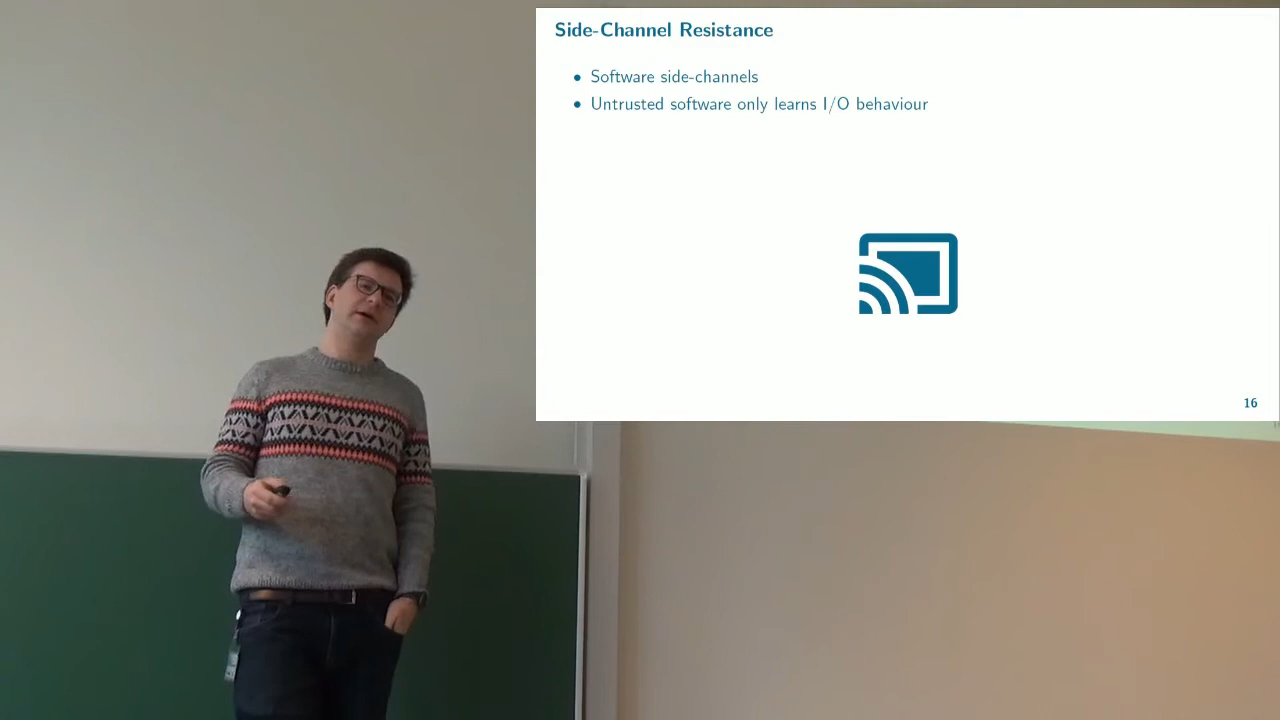 Side-Channel Resistance
• Software side-channels
• Untrusted software only learns I/O behaviour
16